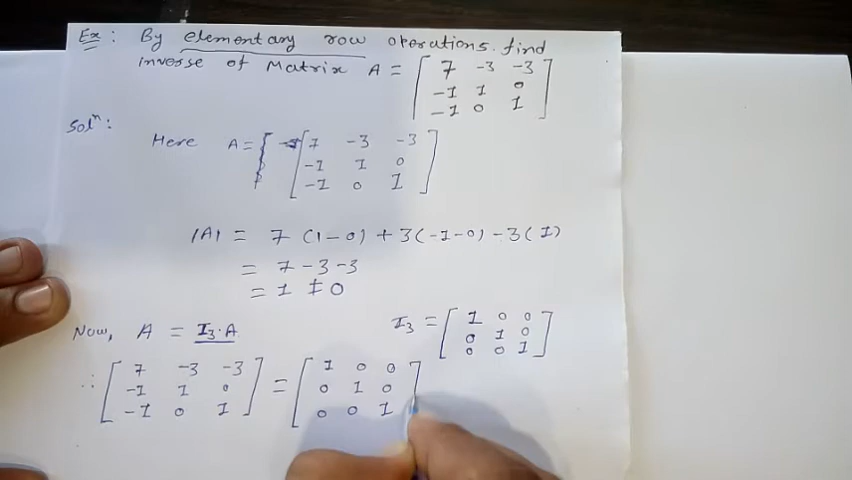 Ex: By elementary row operations. find
inverse of Matrix A = [ 7 -3 -3
-1 1 0
-1 0 1 ]
Solⁿ:
Here A = [ 7 -3 -3
-1 1 0
-1 0 1 ]
|A| = 7 (1-0) + 3(-1-0) -3(1)
= 7-3-3
= 1 ≠ 0
Now, A = I₃·A I₃ = [ 1 0 0
0 1 0
0 0 1 ]
∴ [ 7 -3 -3 ] = [ 1 0 0 ]
-1 1 0 0 1 0
-1 0 1 0 0 1